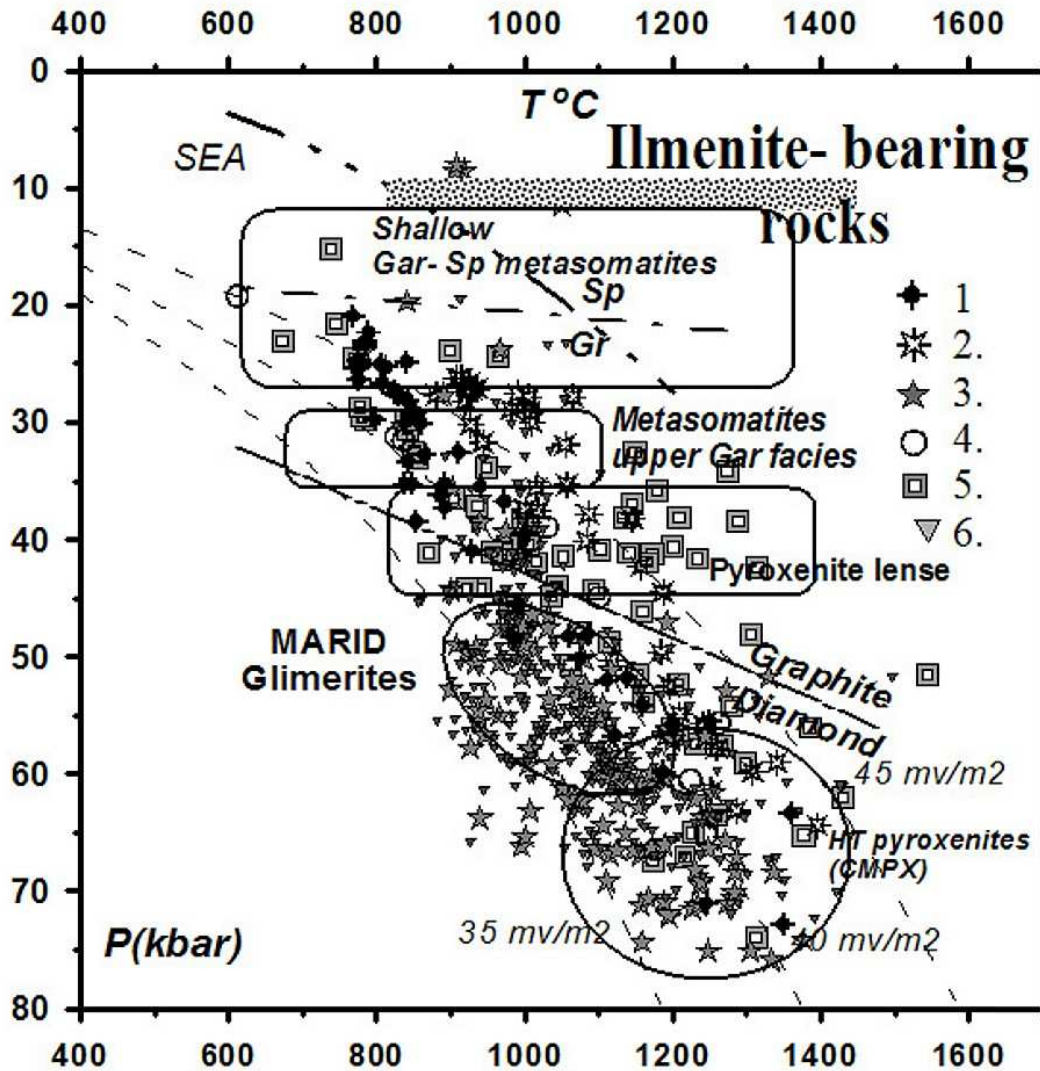 400 600 800 1000 1200 1400 1600
0
T °C
Ilmenite- bearing
rocks
SEA
10
Shallow
Gar- Sp metasomatites
Sp
20
Gr
1
2.
3.
4.
5.
6.
30
Metasomatites
upper Gar facies
40
Pyroxenite lense
MARID
Glimerites
50
Graphite
Diamond
60
45 mv/m2
HT pyroxenites
(CMPX)
70
35 mv/m2
40 mv/m2
P(kbar)
80
400 600 800 1000 1200 1400 1600